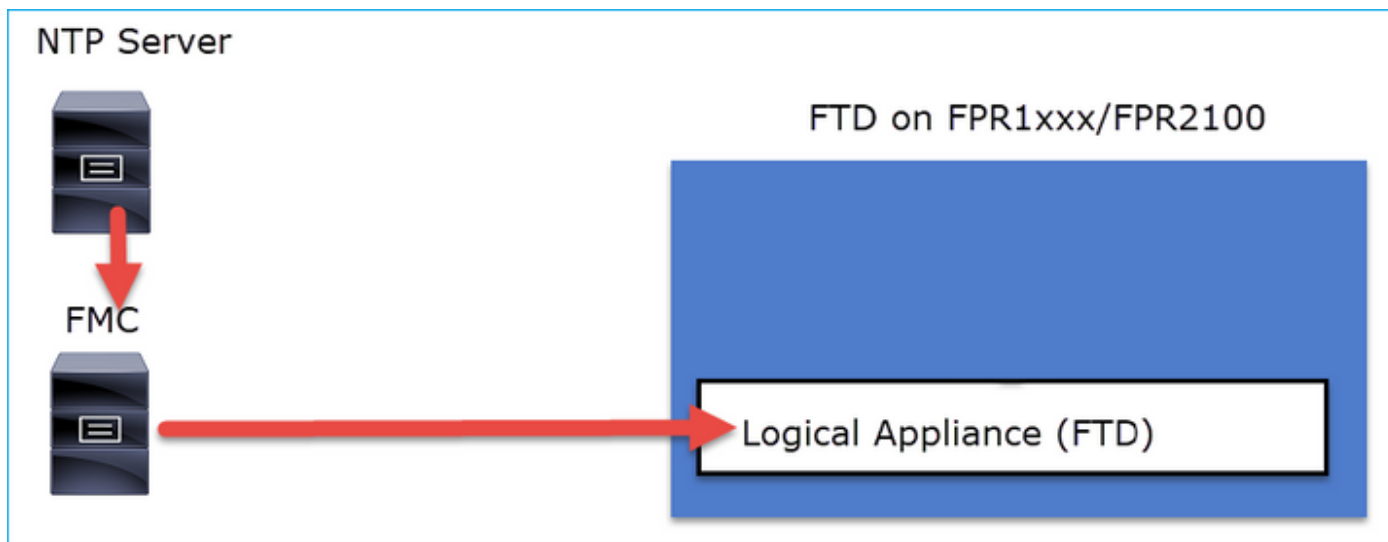 NTP Server
FTD on FPR1xxx/FPR2100
FMC
Logical Appliance (FTD)